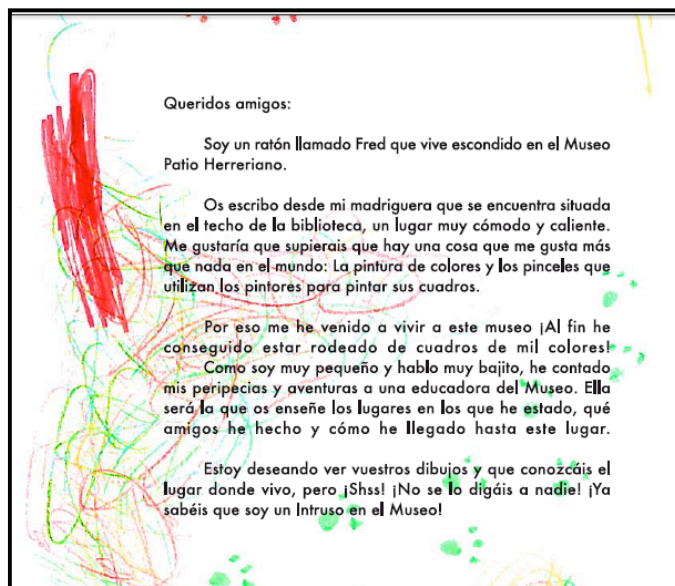 Queridos amigos:
Soy un ratón llamado Fred que vive escondido en el Museo
Patio Herreriano.
Os escribo desde mi madriguera que se encuentra situada
en el techo de la biblioteca, un lugar muy cómodo y caliente.
Me gustaría que supierais que hay una cosa que me gusta más
que nada en el mundo: La pintura de colores y los pinceles que
utilizan los pintores para pintar sus cuadros.
Por eso me he venido a vivir a este museo ¡Al fin he
conseguido estar rodeado de cuadros de mil colores!
Como soy muy pequeño y hablo muy bajito, he contado
mis peripecias y aventuras a una educadora del Museo. Ella
será la que os enseñe los lugares en los que he estado, qué
amigos he hecho y cómo he llegado hasta este lugar.
Estoy deseando ver vuestros dibujos y que conozcáis el
lugar donde vivo, pero ¡Shss! ¡No se lo digáis a nadie! ¡Ya
sabéis que soy un Intruso en el Museo!